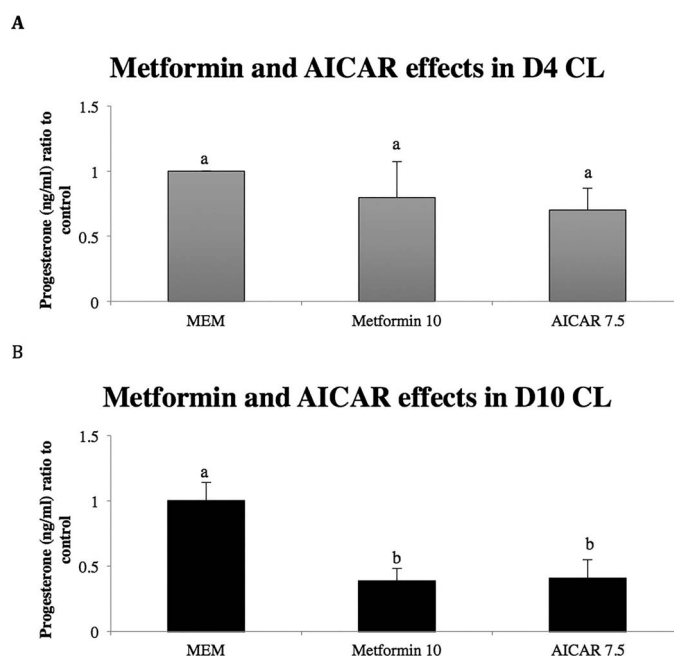 A
Metformin and AICAR effects in D4 CL
Progesterone (ng/ml) ratio to
control
1.5
1
0.5
0
a
a
a
MEM
Metformin 10
AICAR 7.5
B
Metformin and AICAR effects in D10 CL
Progesterone (ng/ml) ratio to
control
1.5
1
0.5
0
a
b
b
MEM
Metformin 10
AICAR 7.5